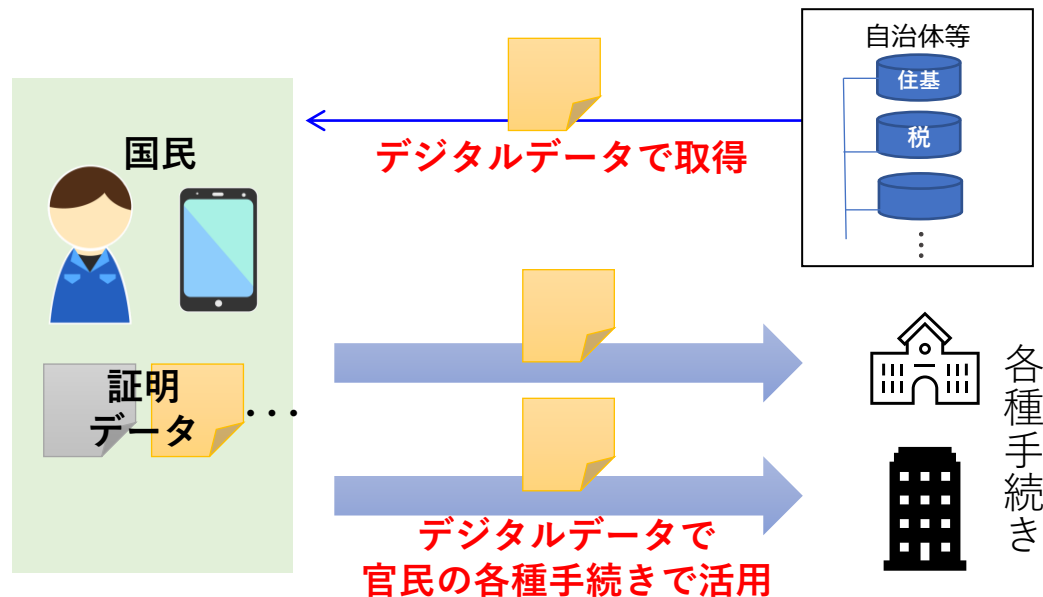 自治体等
住基
税
国民
デジタルデータで取得
証明
データ
・・・
各種手続き
デジタルデータで
官民の各種手続きで活用